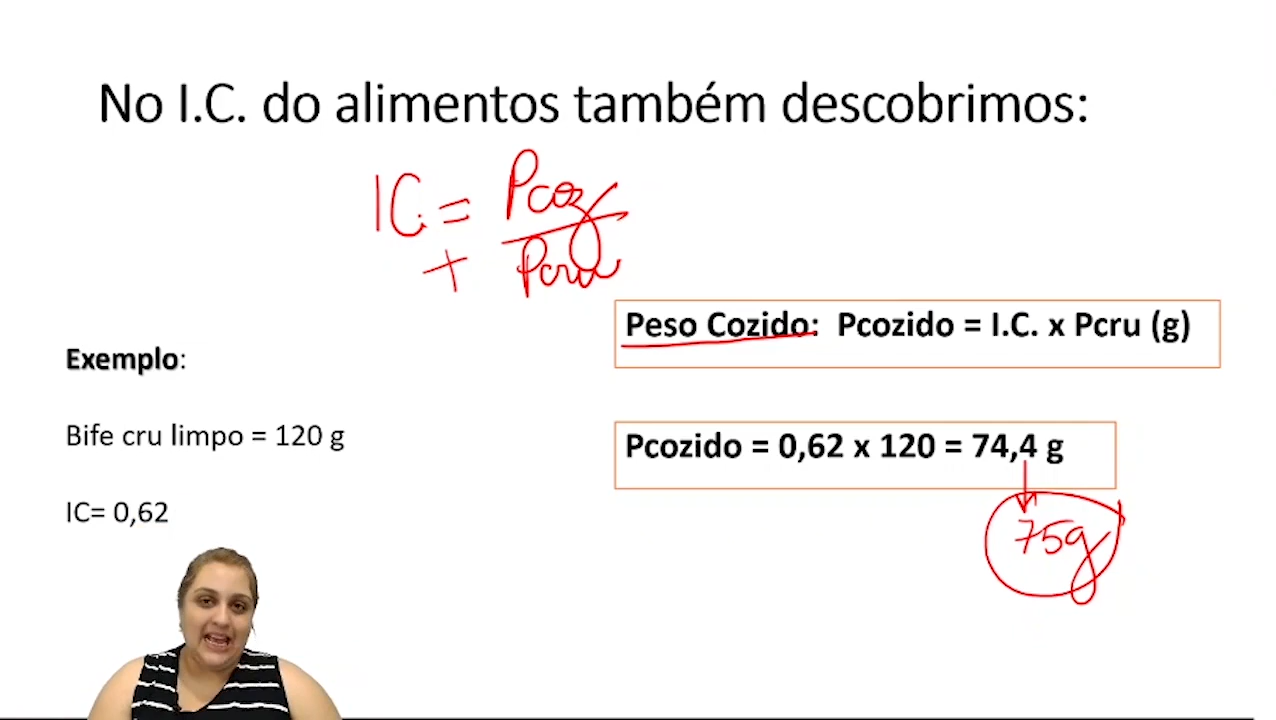 No I.C. do alimentos também descobrimos:
IC = Pcoz
+ Pcru
Peso Cozido: Pcozido = I.C. x Pcru (g)
Exemplo:
Bife cru limpo = 120 g
Pcozido = 0,62 x 120 = 74,4 g
IC= 0,62
75g